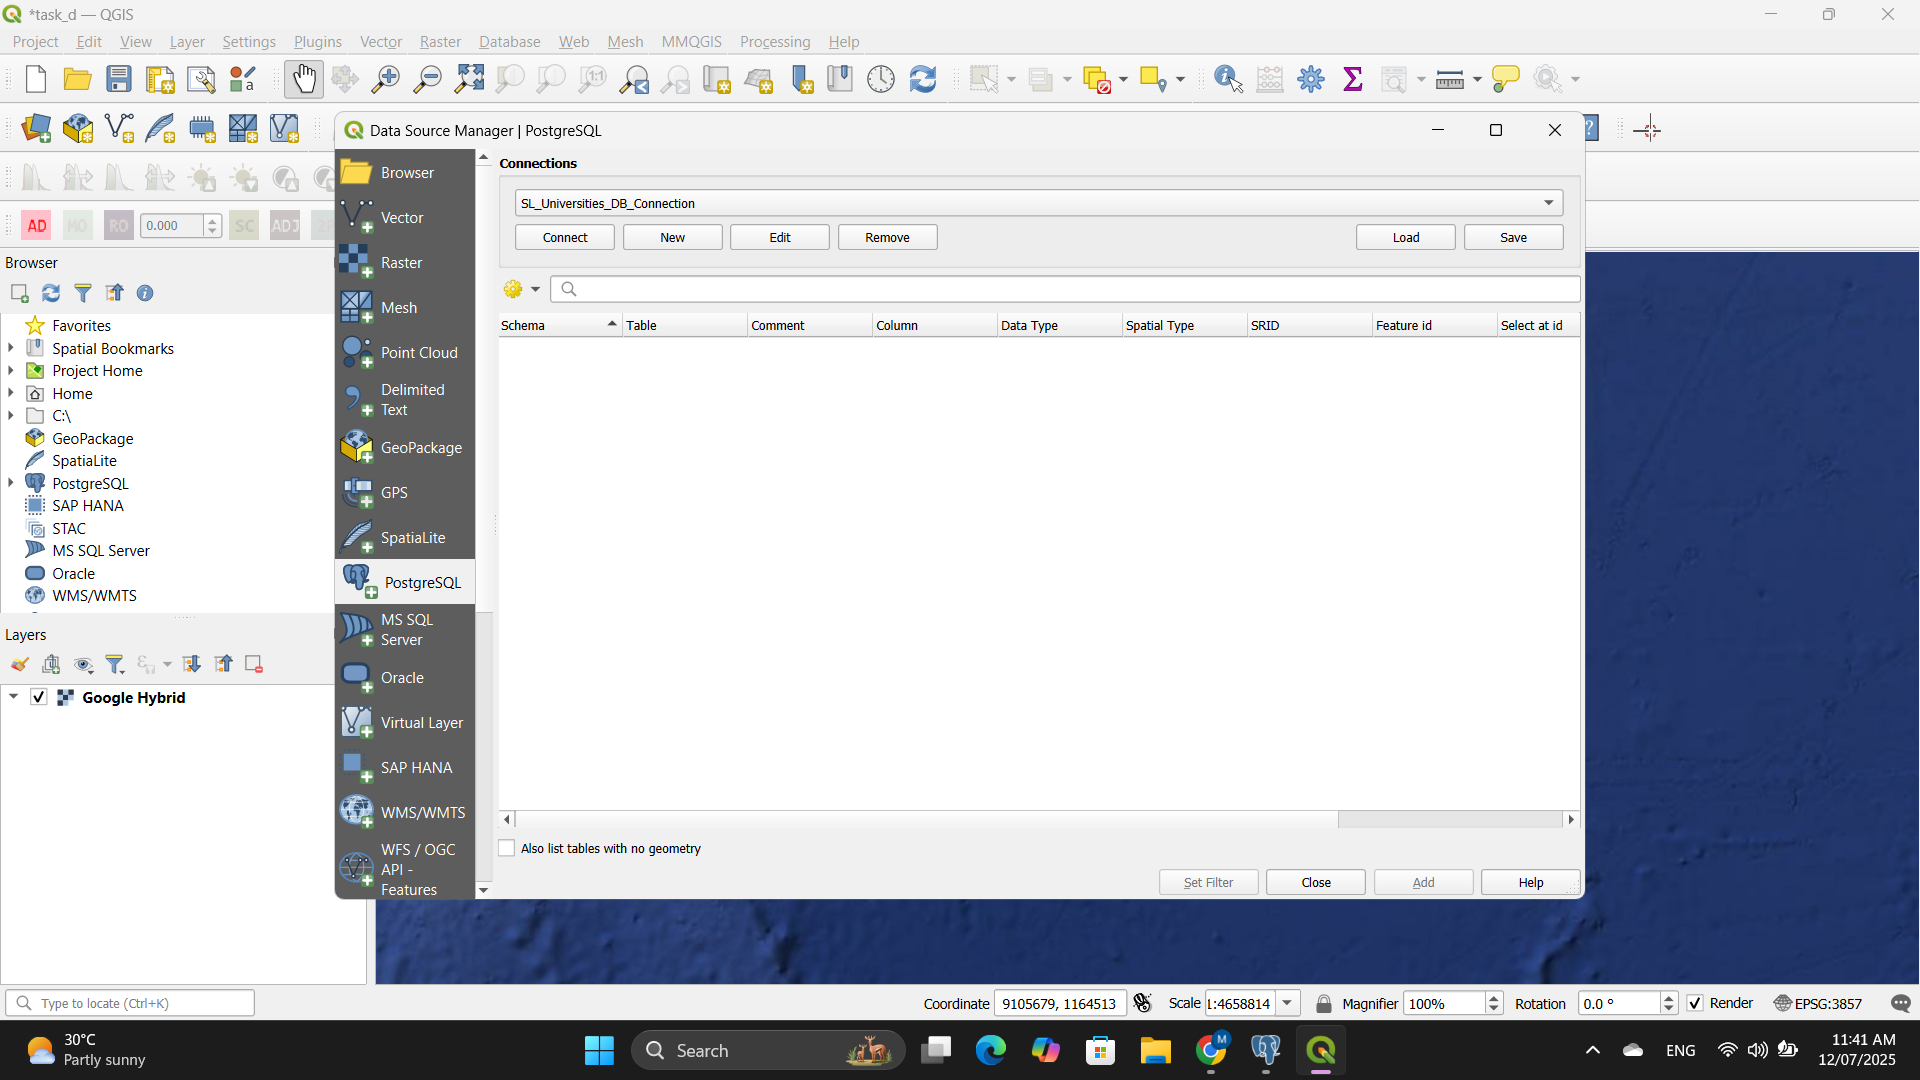 *task_d — QGIS
Project Edit View Layer Settings Plugins Vector Raster Database Web Mesh MMQGIS Processing Help
Data Source Manager | PostgreSQL
AD MO RO 0.000 SC ADJ
Browser
Favorites
Spatial Bookmarks
Project Home
Home
C:\
GeoPackage
SpatiaLite
PostgreSQL
SAP HANA
STAC
MS SQL Server
Oracle
WMS/WMTS
Layers
Google Hybrid
Browser
Vector
Raster
Mesh
Point Cloud
Delimited
Text
GeoPackage
GPS
SpatiaLite
PostgreSQL
MS SQL
Server
Oracle
Virtual Layer
SAP HANA
WMS/WMTS
WFS / OGC
API -
Features
Connections
SL_Universities_DB_Connection
Connect New Edit Remove Load Save
Schema Table Comment Column Data Type Spatial Type SRID Feature id Select at id
Also list tables with no geometry
Set Filter Close Add Help
Type to locate (Ctrl+K) Coordinate 9105679, 1164513 Scale 1:4658814 Magnifier 100% Rotation 0.0 ° Render EPSG:3857
30°C
Partly sunny
Search
ENG
11:41 AM
12/07/2025